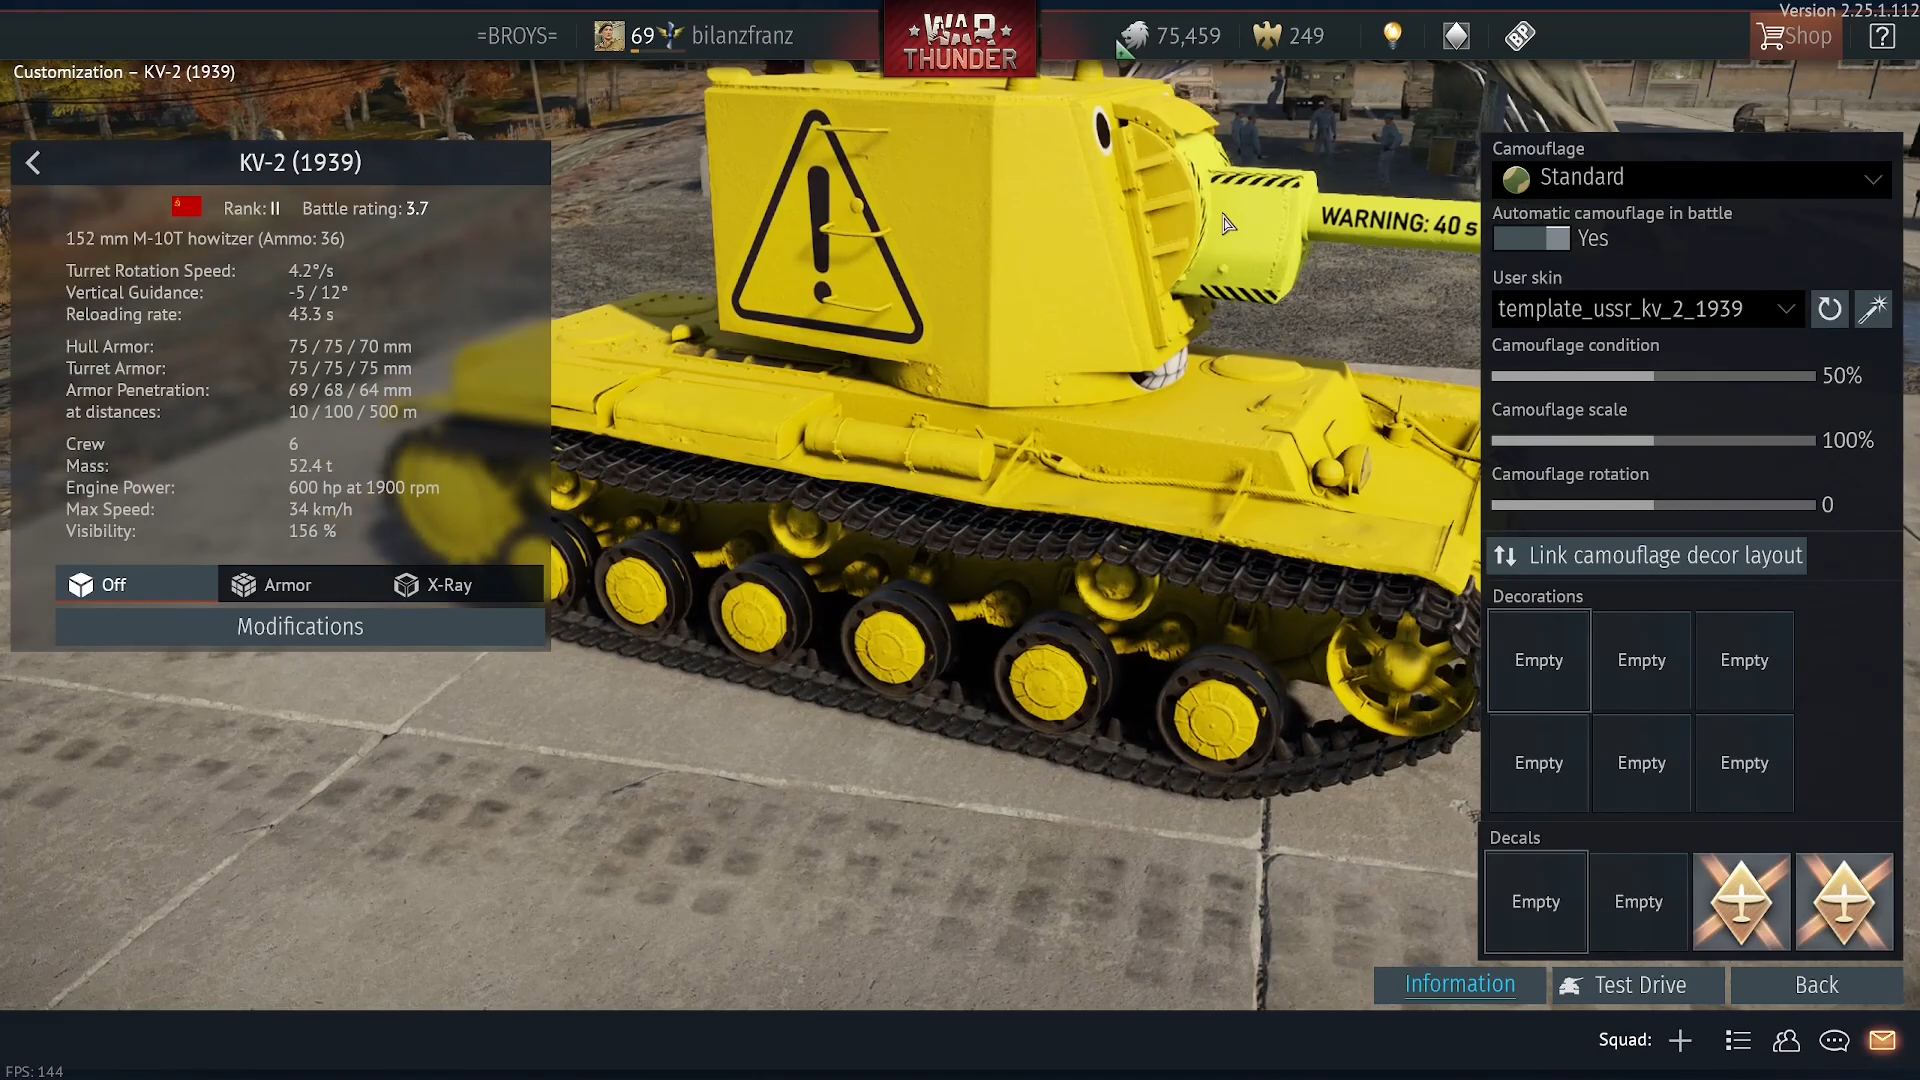 Version 2.25.1.112
=BROYS=
69
bilanzfranz
WAR
THUNDER
75,459
249
BP
Shop
?
Customization – KV-2 (1939)
KV-2 (1939)
Rank: II
Battle rating: 3.7
152 mm M-10T howitzer (Ammo: 36)
Turret Rotation Speed: 4.2°/s
Vertical Guidance: -5 / 12°
Reloading rate: 43.3 s
Hull Armor: 75 / 75 / 70 mm
Turret Armor: 75 / 75 / 75 mm
Armor Penetration: 69 / 68 / 64 mm
at distances: 10 / 100 / 500 m
Crew 6
Mass: 52.4 t
Engine Power: 600 hp at 1900 rpm
Max Speed: 34 km/h
Visibility: 156 %
Off
Armor
X-Ray
Modifications
!
WARNING: 40 s
Camouflage
Standard
Automatic camouflage in battle
Yes
User skin
template_ussr_kv_2_1939
Camouflage condition
50%
Camouflage scale
100%
Camouflage rotation
0
Link camouflage decor layout
Decorations
Empty Empty Empty
Empty Empty Empty
Decals
Empty Empty
Information
Test Drive
Back
Squad:
FPS: 144